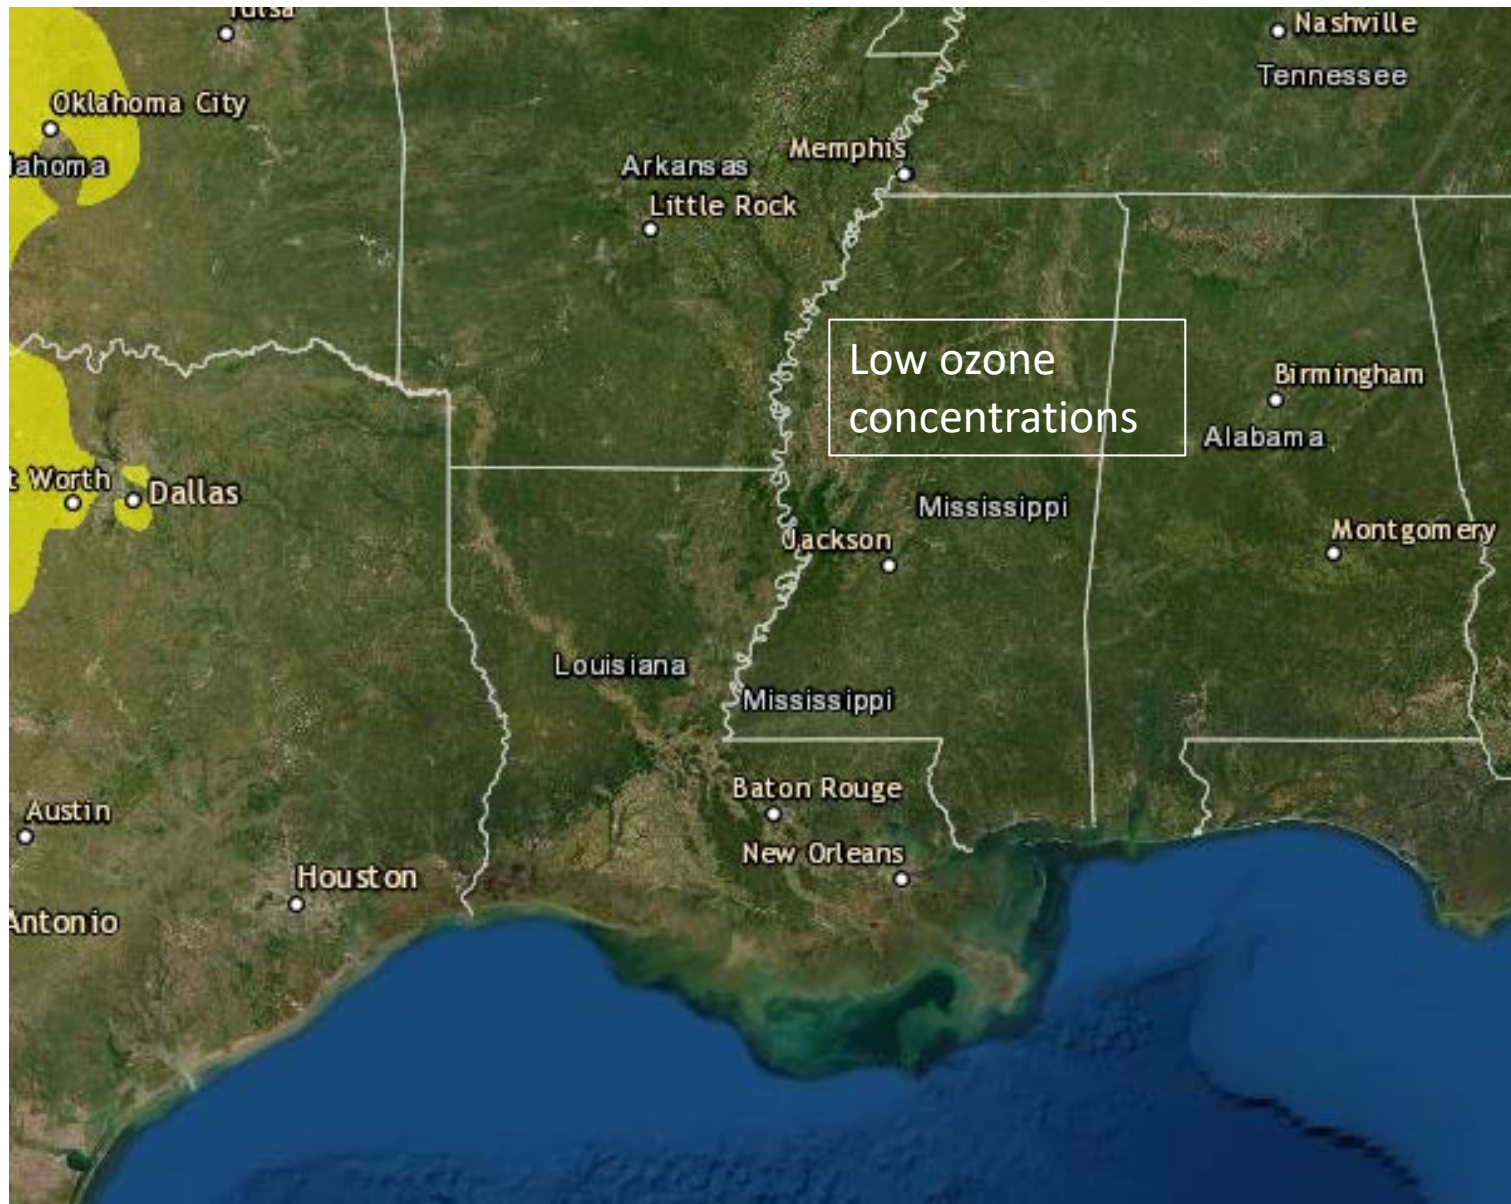 Tulsa
Nashville
Tennessee
Oklahoma City
lahoma
Memphis
Arkansas
Little Rock
Low ozone
concentrations
Birmingham
Alabama
t Worth
Dallas
Mississippi
Jackson
Montgomery
Louisiana
Mississippi
Baton Rouge
Austin
New Orleans
Houston
Antonio